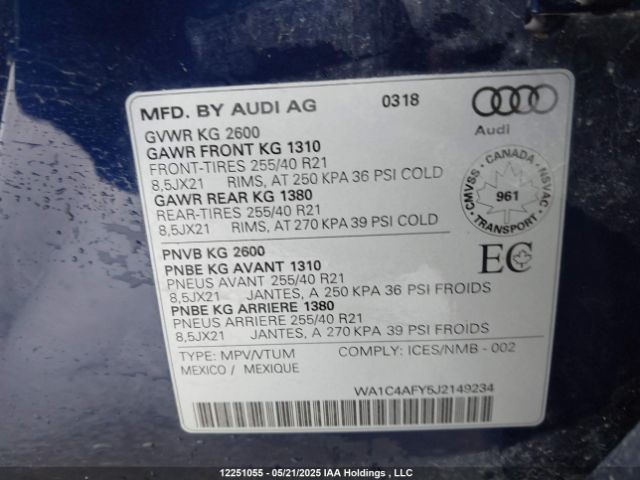 MFD. BY AUDI AG 0318
Audi
GVWR KG 2600
GAWR FRONT KG 1310
FRONT-TIRES 255/40 R21
8,5JX21 RIMS, AT 250 KPA 36 PSI COLD
GAWR REAR KG 1380
REAR-TIRES 255/40 R21
8,5JX21 RIMS, AT 270 KPA 39 PSI COLD
CMVSS - CANADA - NSVAC
961
TRANSPORT
PNVB KG 2600
PNBE KG AVANT 1310
PNEUS AVANT 255/40 R21
8,5JX21 JANTES, A 250 KPA 36 PSI FROIDS
PNBE KG ARRIERE 1380
PNEUS ARRIERE 255/40 R21
8,5JX21 JANTES, A 270 KPA 39 PSI FROIDS
EC
TYPE: MPV/VTUM COMPLY: ICES/NMB - 002
MEXICO / MEXIQUE
WA1C4AFY5J2149234
12251055 - 05/21/2025 IAA Holdings , LLC